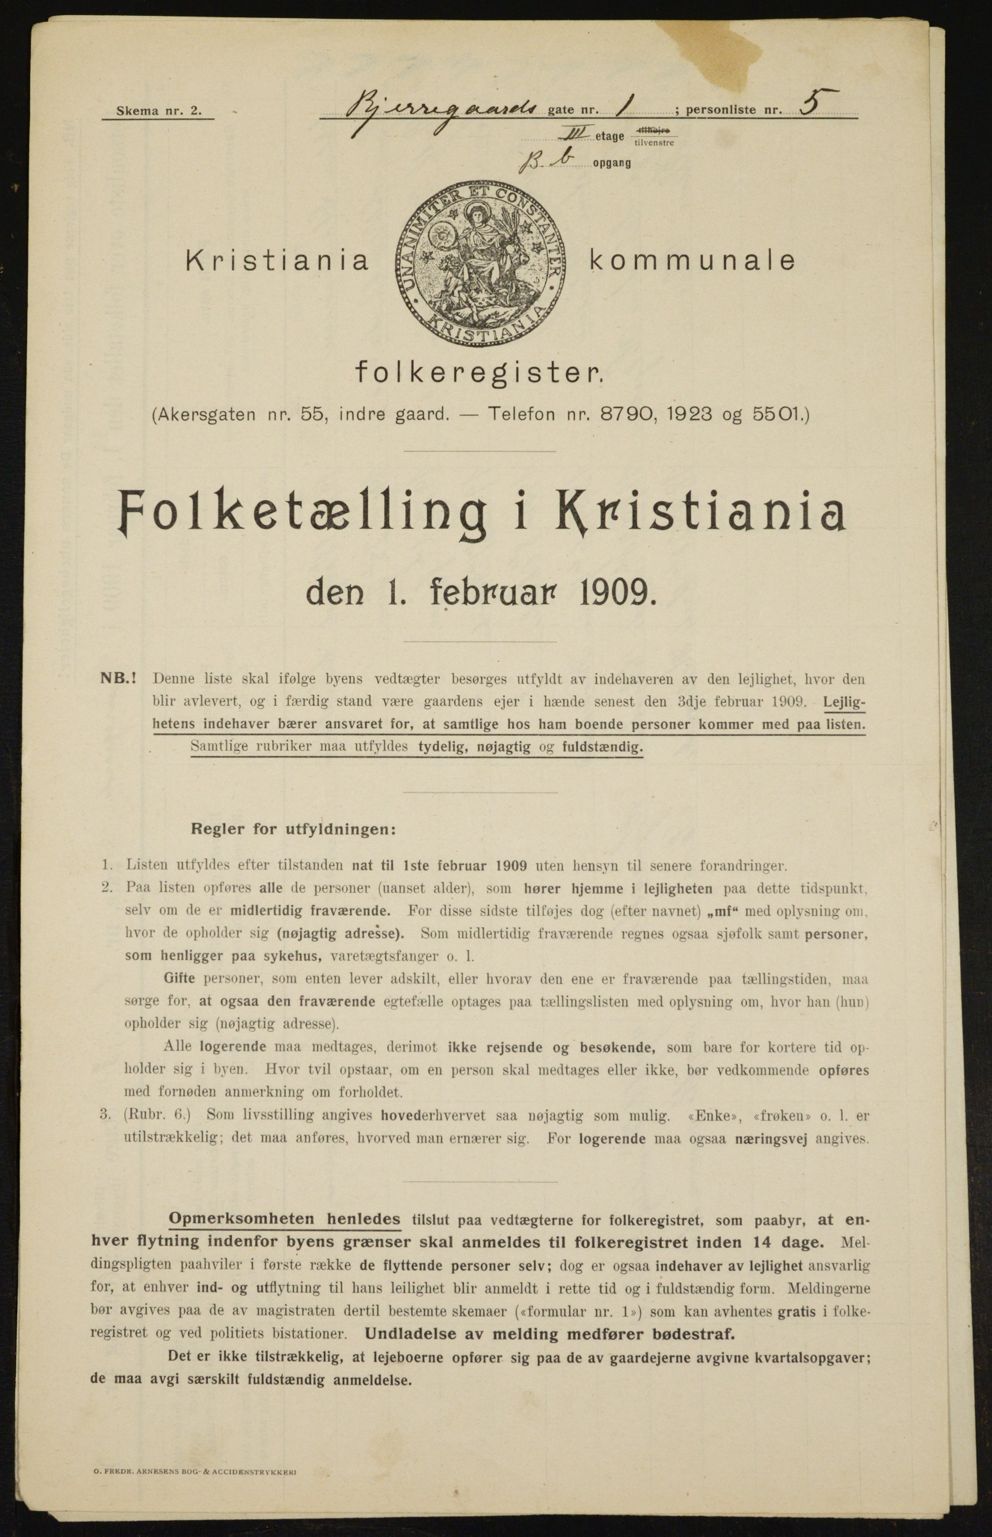 Skema nr. 2.
Bjerregaards gate nr. 1 ; personliste nr. 5
III etage tilhøire tilvenstre
B. b opgang
UNANIMITER ET CONSTANTER
KRISTIANIA
Kristiania kommunale
folkeregister.
(Akersgaten nr. 55, indre gaard. — Telefon nr. 8790, 1923 og 5501.)
Folketælling i Kristiania
den 1. februar 1909.
NB.! Denne liste skal ifølge byens vedtægter besørges utfyldt av indehaveren av den lejlighet, hvor den
blir avlevert, og i færdig stand være gaardens ejer i hænde senest den 3dje februar 1909. Lejlig-
hetens indehaver bærer ansvaret for, at samtlige hos ham boende personer kommer med paa listen.
Samtlige rubriker maa utfyldes tydelig, nøjagtig og fuldstændig.
Regler for utfyldningen:
1. Listen utfyldes efter tilstanden nat til 1ste februar 1909 uten hensyn til senere forandringer.
2. Paa listen opføres alle de personer (uanset alder), som hører hjemme i lejligheten paa dette tidspunkt,
selv om de er midlertidig fraværende. For disse sidste tilføjes dog (efter navnet) „mf“ med oplysning om,
hvor de opholder sig (nøjagtig adresse). Som midlertidig fraværende regnes ogsaa sjøfolk samt personer,
som henligger paa sykehus, varetægtsfanger o. l.
Gifte personer, som enten lever adskilt, eller hvorav den ene er fraværende paa tællingstiden, maa
sørge for, at ogsaa den fraværende egtefælle optages paa tællingslisten med oplysning om, hvor han (hun)
opholder sig (nøjagtig adresse).
Alle logerende maa medtages, derimot ikke rejsende og besøkende, som bare for kortere tid op-
holder sig i byen. Hvor tvil opstaar, om en person skal medtages eller ikke, bør vedkommende opføres
med fornøden anmerkning om forholdet.
3. (Rubr. 6.) Som livsstilling angives hovederhvervet saa nøjagtig som mulig. «Enke», «frøken» o. l. er
utilstrækkelig; det maa anføres, hvorved man ernærer sig. For logerende maa ogsaa næringsvej angives.
Opmerksomheten henledes tilslut paa vedtægterne for folkeregistret, som paabyr, at en-
hver flytning indenfor byens grænser skal anmeldes til folkeregistret inden 14 dage. Mel-
dingspligten paahviler i første række de flyttende personer selv; dog er ogsaa indehaver av lejlighet ansvarlig
for, at enhver ind- og utflytning til hans leilighet blir anmeldt i rette tid og i fuldstændig form. Meldingerne
bør avgives paa de av magistraten dertil bestemte skemaer («formular nr. 1») som kan avhentes gratis i folke-
registret og ved politiets bistationer. Undladelse av melding medfører bødestraf.
Det er ikke tilstrækkelig, at lejeboerne opfører sig paa de av gaardejerne avgivne kvartalsopgaver;
de maa avgi særskilt fuldstændig anmeldelse.
O. FREDR. ARNESENS BOG- & ACCIDENSTRYKKERI